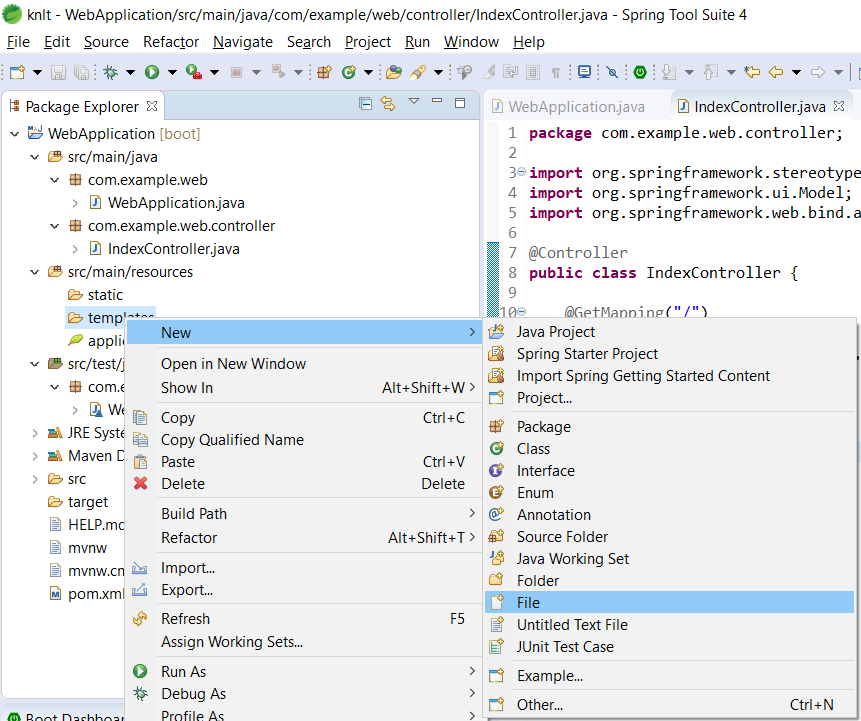 knlt - WebApplication/src/main/java/com/example/web/controller/IndexController.java - Spring Tool Suite 4
File Edit Source Refactor Navigate Search Project Run Window Help
Package Explorer
WebApplication [boot]
src/main/java
com.example.web
WebApplication.java
com.example.web.controller
IndexController.java
src/main/resources
static
templates
appli
src/test/j
com.e
We
JRE Syste
Maven D
src
target
HELP.md
mvnw
mvnw.cm
pom.xml
Boot Dashboar
WebApplication.java IndexController.java
1 package com.example.web.controller;
2
3 import org.springframework.stereotype
4 import org.springframework.ui.Model;
5 import org.springframework.web.bind.a
6
7 @Controller
8 public class IndexController {
9
10 @GetMapping("/")
New
Open in New Window
Show In Alt+Shift+W
Copy Ctrl+C
Copy Qualified Name
Paste Ctrl+V
Delete Delete
Build Path
Refactor Alt+Shift+T
Import...
Export...
Refresh F5
Assign Working Sets...
Run As
Debug As
Profile As
Java Project
Spring Starter Project
Import Spring Getting Started Content
Project...
Package
Class
Interface
Enum
Annotation
Source Folder
Java Working Set
Folder
File
Untitled Text File
JUnit Test Case
Example...
Other... Ctrl+N